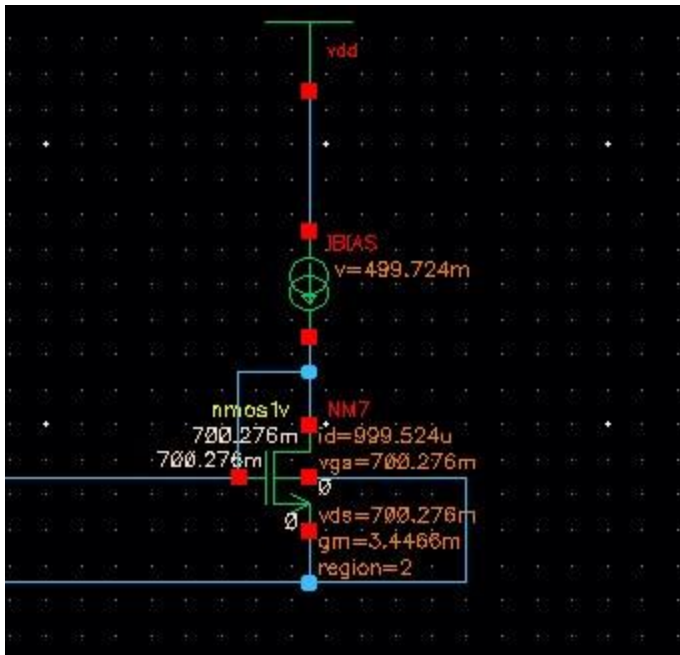 vdd
IBIAS
v=499.724m
nmos1v
NM7
700.276m
id=999.524u
700.276m
vgs=700.276m
0
0
vds=700.276m
gm=3.4466m
region=2